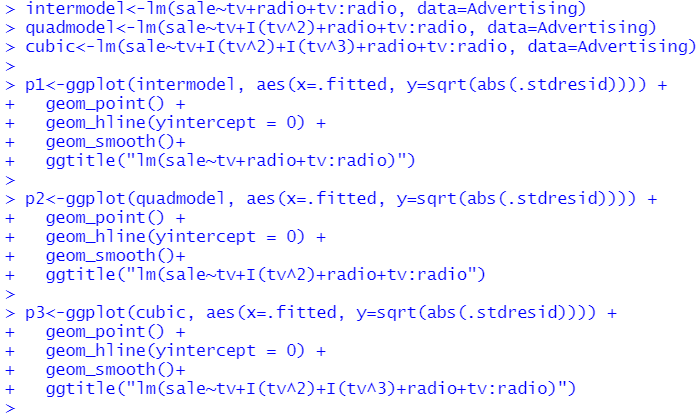 > intermodel<-lm(sale~tv+radio+tv:radio, data=Advertising)
> quadmodel<-lm(sale~tv+I(tv^2)+radio+tv:radio, data=Advertising)
> cubic<-lm(sale~tv+I(tv^2)+I(tv^3)+radio+tv:radio, data=Advertising)
>
> p1<-ggplot(intermodel, aes(x=.fitted, y=sqrt(abs(.stdresid)))) +
+   geom_point() +
+   geom_hline(yintercept = 0) +
+   geom_smooth()+
+   ggtitle("lm(sale~tv+radio+tv:radio)")
>
> p2<-ggplot(quadmodel, aes(x=.fitted, y=sqrt(abs(.stdresid)))) +
+   geom_point() +
+   geom_hline(yintercept = 0) +
+   geom_smooth()+
+   ggtitle("lm(sale~tv+I(tv^2)+radio+tv:radio")
>
> p3<-ggplot(cubic, aes(x=.fitted, y=sqrt(abs(.stdresid)))) +
+   geom_point() +
+   geom_hline(yintercept = 0) +
+   geom_smooth()+
+   ggtitle("lm(sale~tv+I(tv^2)+I(tv^3)+radio+tv:radio)")
>